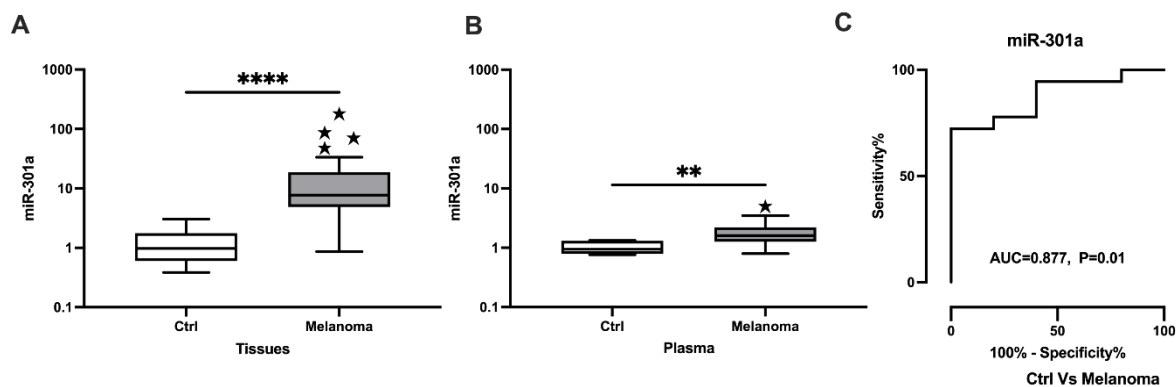 A
miR-301a
1000
100
10
1
0.1
****
Ctrl
Melanoma
Tissues
B
miR-301a
1000
100
10
1
0.1
**
Ctrl
Melanoma
Plasma
C
miR-301a
Sensitivity%
100
50
0
AUC=0.877, P=0.01
0
50
100
100% - Specificity%
Ctrl Vs Melanoma